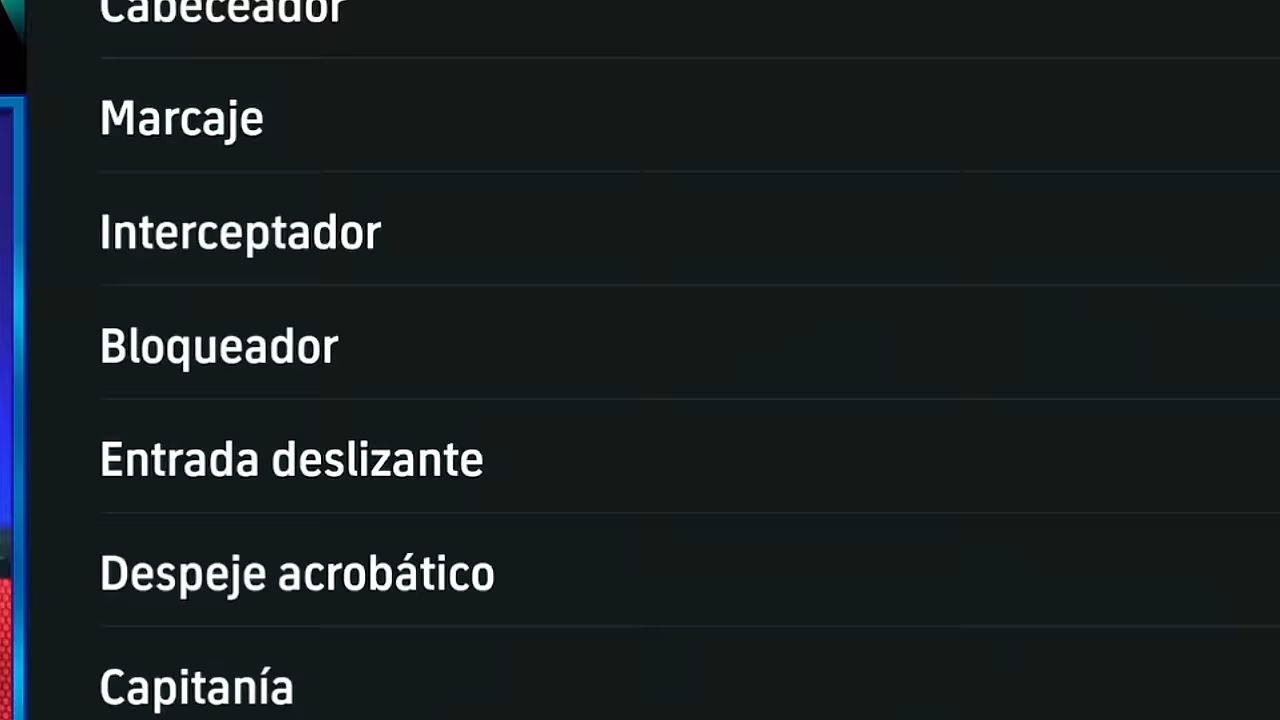 Cabeceador
Marcaje
Interceptador
Bloqueador
Entrada deslizante
Despeje acrobático
Capitanía